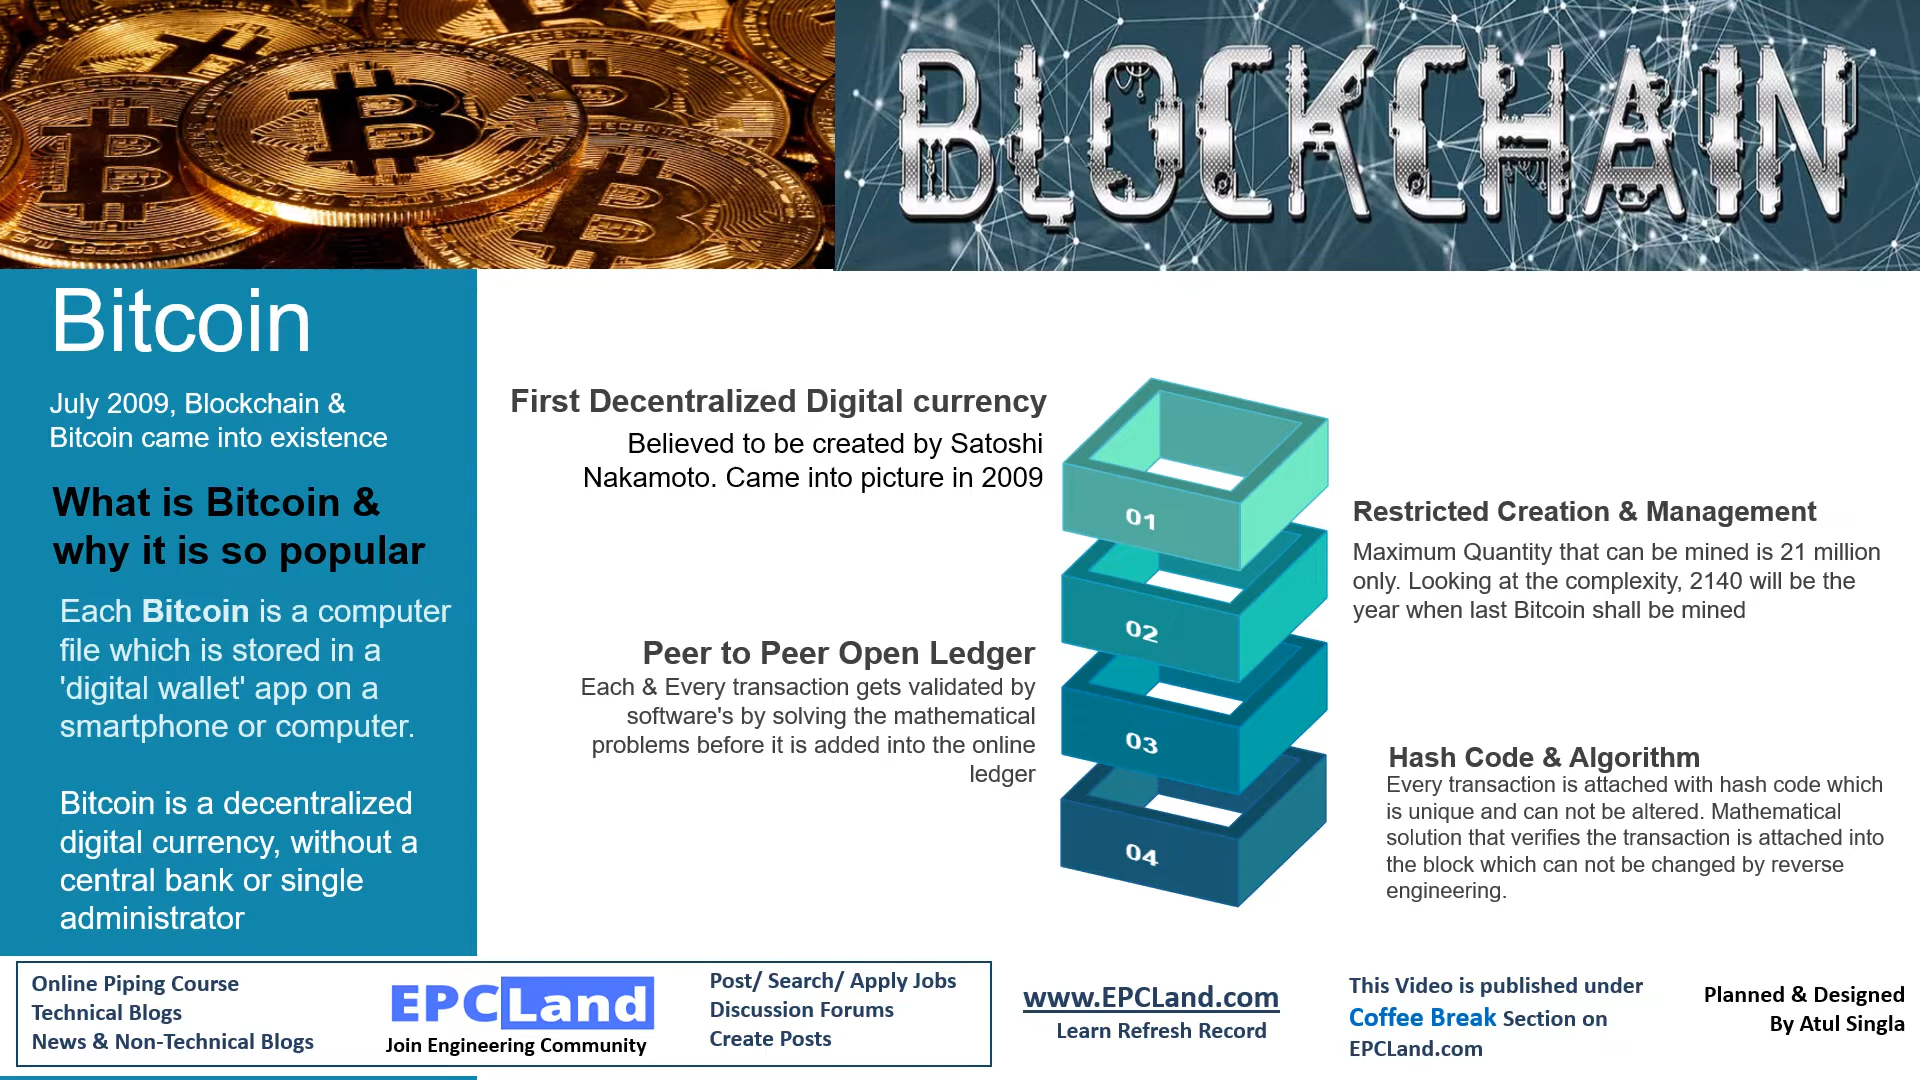 BLOCKCHAIN
Bitcoin
July 2009, Blockchain &
Bitcoin came into existence
What is Bitcoin &
why it is so popular
Each Bitcoin is a computer
file which is stored in a
'digital wallet' app on a
smartphone or computer.
Bitcoin is a decentralized
digital currency, without a
central bank or single
administrator
First Decentralized Digital currency
Believed to be created by Satoshi
Nakamoto. Came into picture in 2009
01
Restricted Creation & Management
Maximum Quantity that can be mined is 21 million
only. Looking at the complexity, 2140 will be the
year when last Bitcoin shall be mined
02
Peer to Peer Open Ledger
Each & Every transaction gets validated by
software's by solving the mathematical
problems before it is added into the online
ledger
03
Hash Code & Algorithm
Every transaction is attached with hash code which
is unique and can not be altered. Mathematical
solution that verifies the transaction is attached into
the block which can not be changed by reverse
engineering.
04
Online Piping Course
Technical Blogs
News & Non-Technical Blogs
EPCLand
Join Engineering Community
Post/ Search/ Apply Jobs
Discussion Forums
Create Posts
www.EPCLand.com
Learn Refresh Record
This Video is published under
Coffee Break Section on
EPCLand.com
Planned & Designed
By Atul Singla